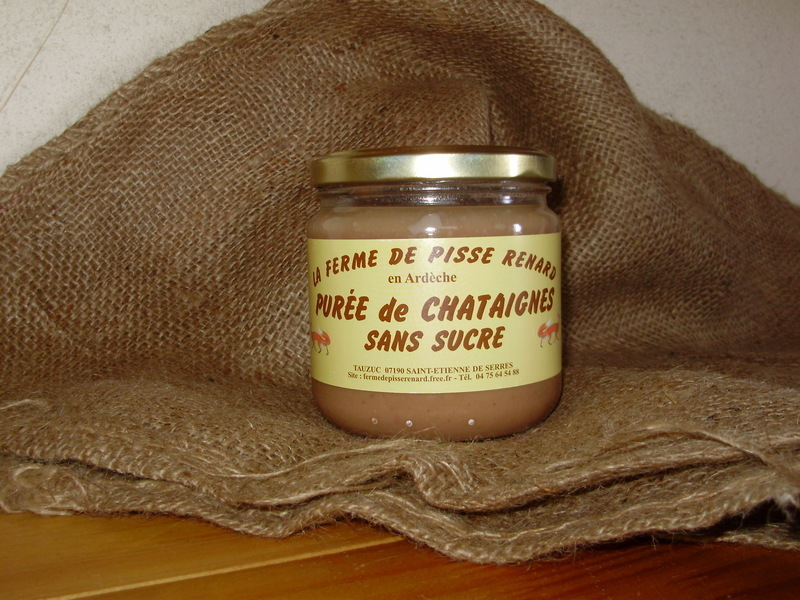 LA FERME DE PISSE RENARD
en Ardèche
PURÉE de CHATAIGNES
SANS SUCRE
TAUZUC 07190 SAINT-ETIENNE DE SERRES
Site : fermedepisserenard.free.fr - Tél. 04 75 64 54 88